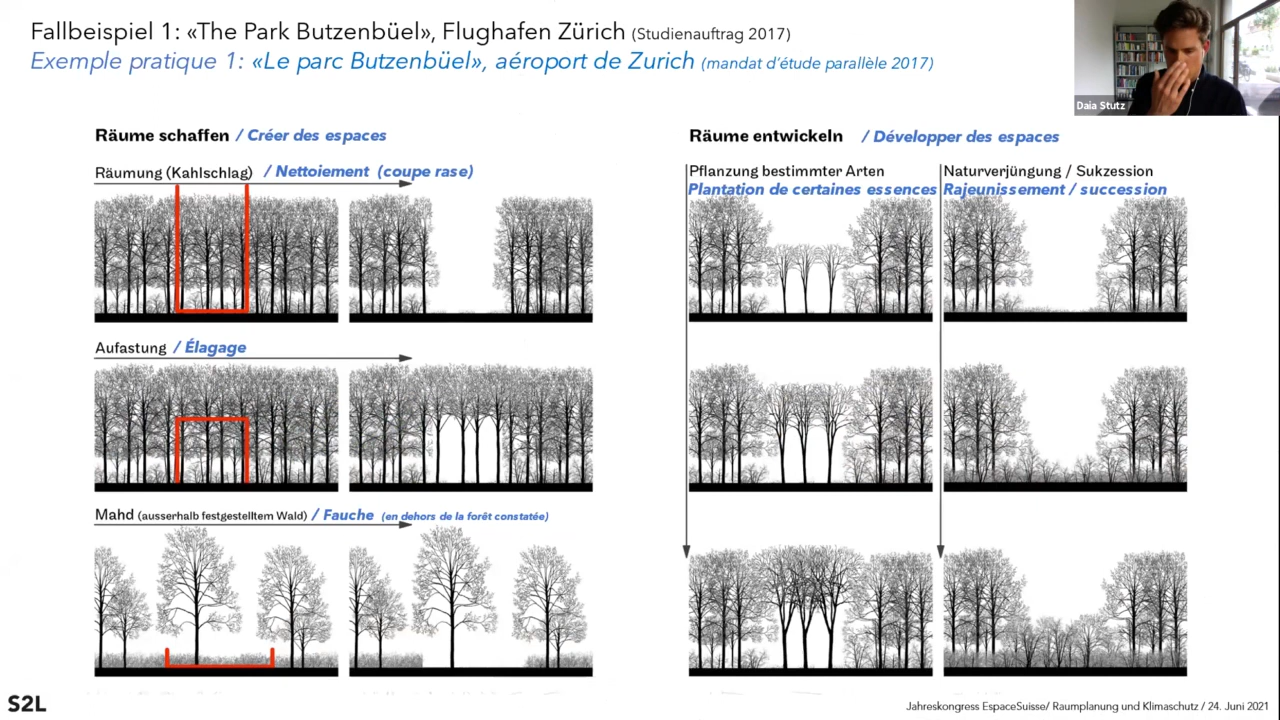 Fallbeispiel 1: «The Park Butzenbüel», Flughafen Zürich (Studienauftrag 2017)
Exemple pratique 1: «Le parc Butzenbüel», aéroport de Zurich (mandat d'étude parallèle 2017)
Daia Stutz
Räume schaffen / Créer des espaces
Räumung (Kahlschlag) / Nettoiement (coupe rase)
Aufastung / Élagage
Mahd (ausserhalb festgestelltem Wald) / Fauche (en dehors de la forêt constatée)
Räume entwickeln / Développer des espaces
Pflanzung bestimmter Arten
Plantation de certaines essences
Naturverjüngung / Sukzession
Rajeunissement / succession
S2L
Jahreskongress EspaceSuisse/ Raumplanung und Klimaschutz / 24. Juni 2021